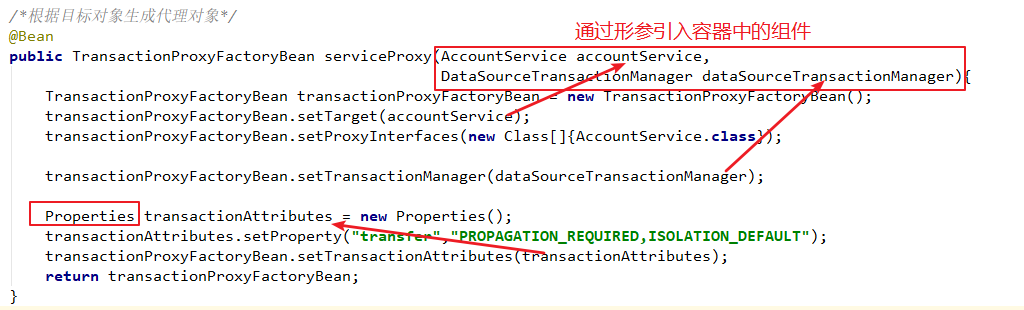 /*根据目标对象生成代理对象*/
@Bean
通过形参引入容器中的组件
public TransactionProxyFactoryBean serviceProxy(AccountService accountService,
DataSourceTransactionManager dataSourceTransactionManager){
TransactionProxyFactoryBean transactionProxyFactoryBean = new TransactionProxyFactoryBean();
transactionProxyFactoryBean.setTarget(accountService);
transactionProxyFactoryBean.setProxyInterfaces(new Class[]{AccountService.class});
transactionProxyFactoryBean.setTransactionManager(dataSourceTransactionManager);
Properties transactionAttributes = new Properties();
transactionAttributes.setProperty("transfer","PROPAGATION_REQUIRED,ISOLATION_DEFAULT");
transactionProxyFactoryBean.setTransactionAttributes(transactionAttributes);
return transactionProxyFactoryBean;
}